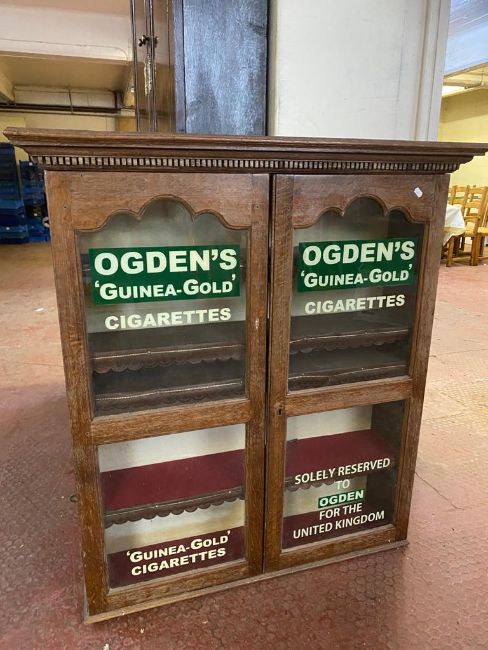 OGDEN'S
'GUINEA-GOLD'
CIGARETTES
OGDEN'S
'GUINEA-GOLD'
CIGARETTES
'GUINEA-GOLD'
CIGARETTES
SOLELY RESERVED
TO
OGDEN
FOR THE
UNITED KINGDOM